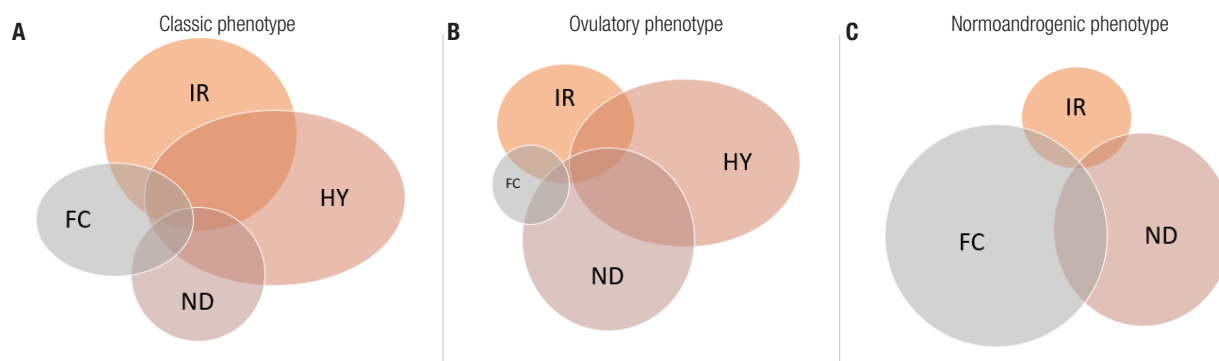 A
Classic phenotype
IR
HY
FC
ND
B
Ovulatory phenotype
IR
HY
FC
ND
C
Normoandrogenic phenotype
IR
FC
ND